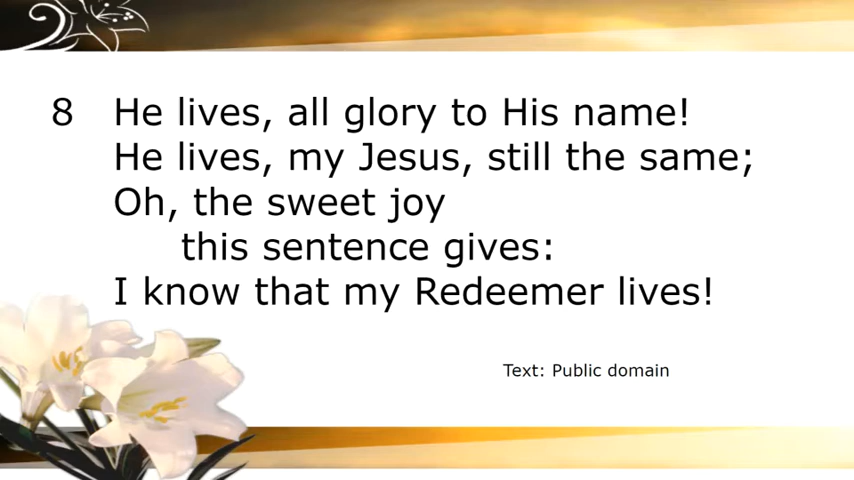 8 He lives, all glory to His name!
He lives, my Jesus, still the same;
Oh, the sweet joy
this sentence gives:
I know that my Redeemer lives!
Text: Public domain